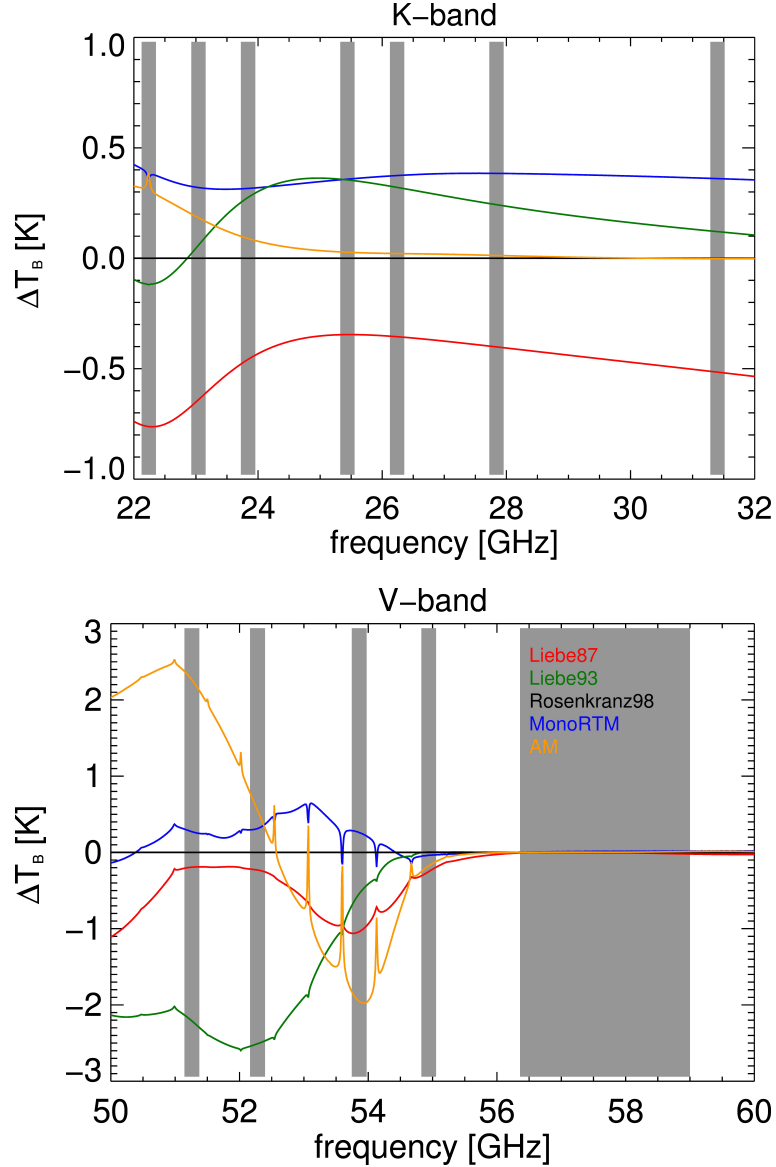 K−band
1.0
0.5
0.0
−0.5
−1.0
ΔT_B [K]
22 24 26 28 30 32
frequency [GHz]
V−band
3
2
1
0
−1
−2
−3
ΔT_B [K]
Liebe87
Liebe93
Rosenkranz98
MonoRTM
AM
50 52 54 56 58 60
frequency [GHz]